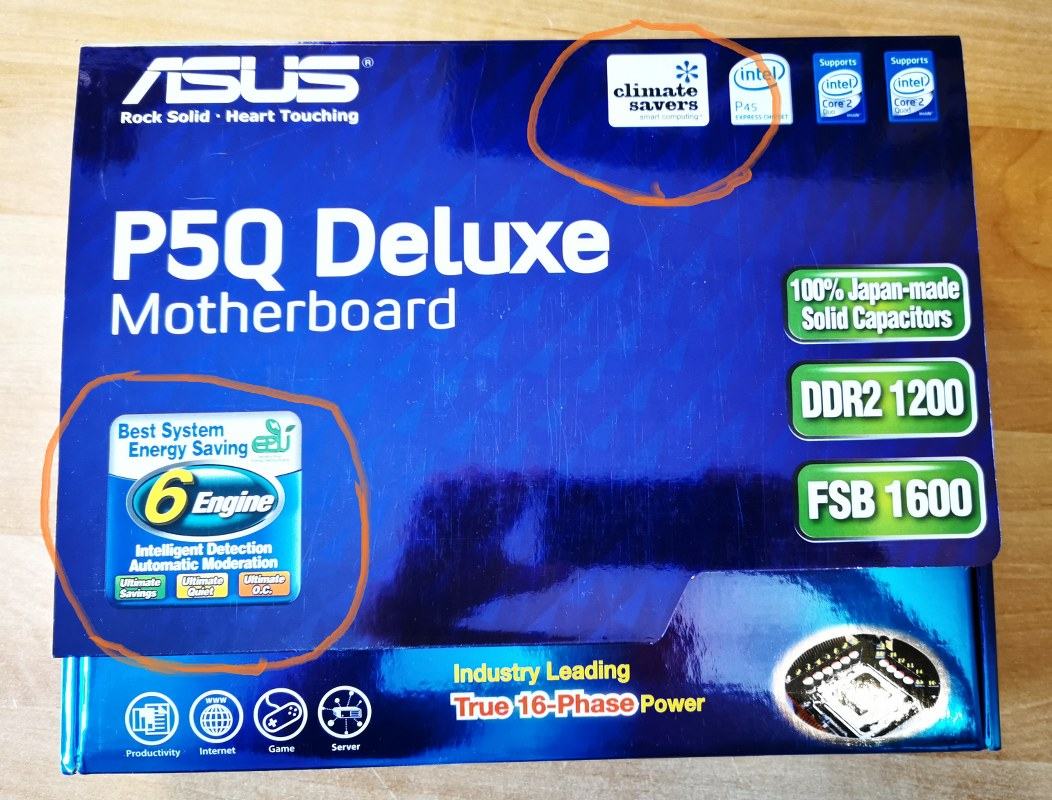 ASUS®
Rock Solid · Heart Touching
climate
savers
smart computing
intel
P45
EXPRESS CHIPSET
Supports
intel
Core 2
Duo
inside
Supports
intel
Core 2
Quad
inside
P5Q Deluxe
Motherboard
100% Japan-made
Solid Capacitors
DDR2 1200
FSB 1600
Best System
Energy Saving
6 Engine
Intelligent Detection
Automatic Moderation
Ultimate
Savings
Ultimate
Quiet
Ultimate
O.C.
Industry Leading
True 16-Phase Power
WWW
Productivity
Internet
Game
Server